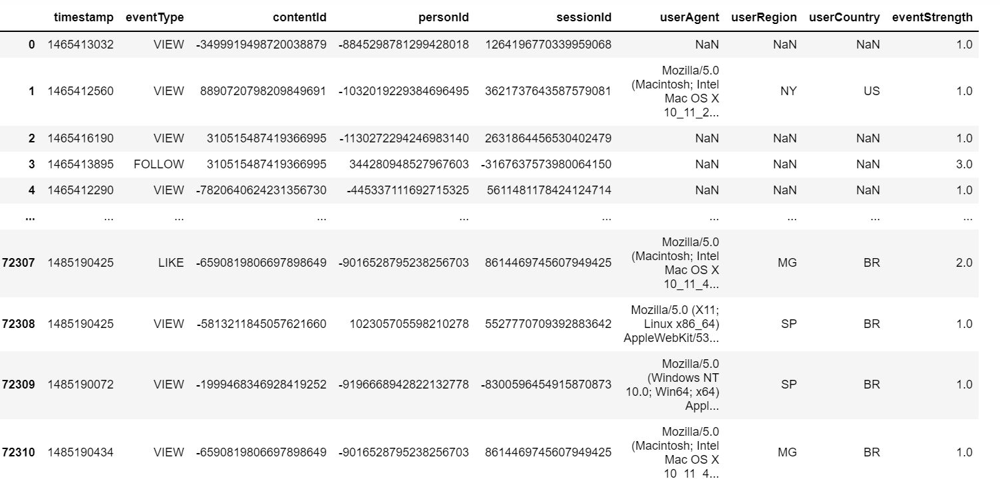 timestamp eventType contentId personId sessionId userAgent userRegion userCountry eventStrength
0 1465413032 VIEW -3499919498720038879 -8845298781299428018 1264196770339959068 NaN NaN NaN 1.0
Mozilla/5.0
(Macintosh; Intel
1 1465412560 VIEW 8890720798209849691 -1032019229384696495 3621737643587579081 Mac OS X NY US 1.0
10_11_2...
2 1465416190 VIEW 310515487419366995 -1130272294246983140 2631864456530402479 NaN NaN NaN 1.0
3 1465413895 FOLLOW 310515487419366995 344280948527967603 -3167637573980064150 NaN NaN NaN 3.0
4 1465412290 VIEW -7820640624231356730 -445337111692715325 5611481178424124714 NaN NaN NaN 1.0
... ... ... ... ... ... ... ... ... ...
Mozilla/5.0
(Macintosh; Intel
72307 1485190425 LIKE -6590819806697898649 -9016528795238256703 8614469745607949425 Mac OS X MG BR 2.0
10_11_4...
Mozilla/5.0 (X11;
72308 1485190425 VIEW -5813211845057621660 102305705598210278 5527770709392883642 Linux x86_64) SP BR 1.0
AppleWebKit/53...
Mozilla/5.0
(Windows NT
72309 1485190072 VIEW -1999468346928419252 -9196668942822132778 -8300596454915870873 10.0; Win64; x64) SP BR 1.0
Appl...
Mozilla/5.0
(Macintosh; Intel
72310 1485190434 VIEW -6590819806697898649 -9016528795238256703 8614469745607949425 Mac OS X MG BR 1.0
10_11_4...